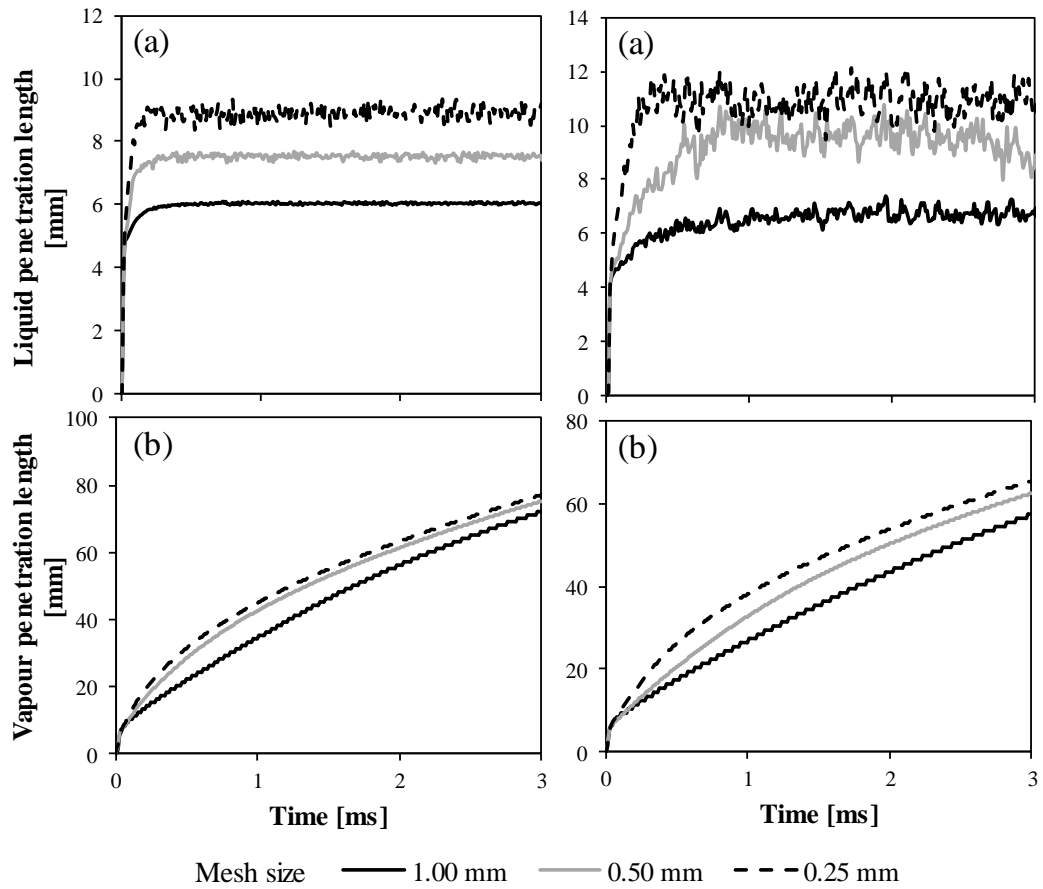 (a)
Liquid penetration length
[mm]
12
10
8
6
4
2
0
(a)
14
12
10
8
6
4
2
0
(b)
Vapour penetration length
[mm]
100
80
60
40
20
0
0 1 2 3
Time [ms]
(b)
80
60
40
20
0
0 1 2 3
Time [ms]
Mesh size 1.00 mm 0.50 mm 0.25 mm